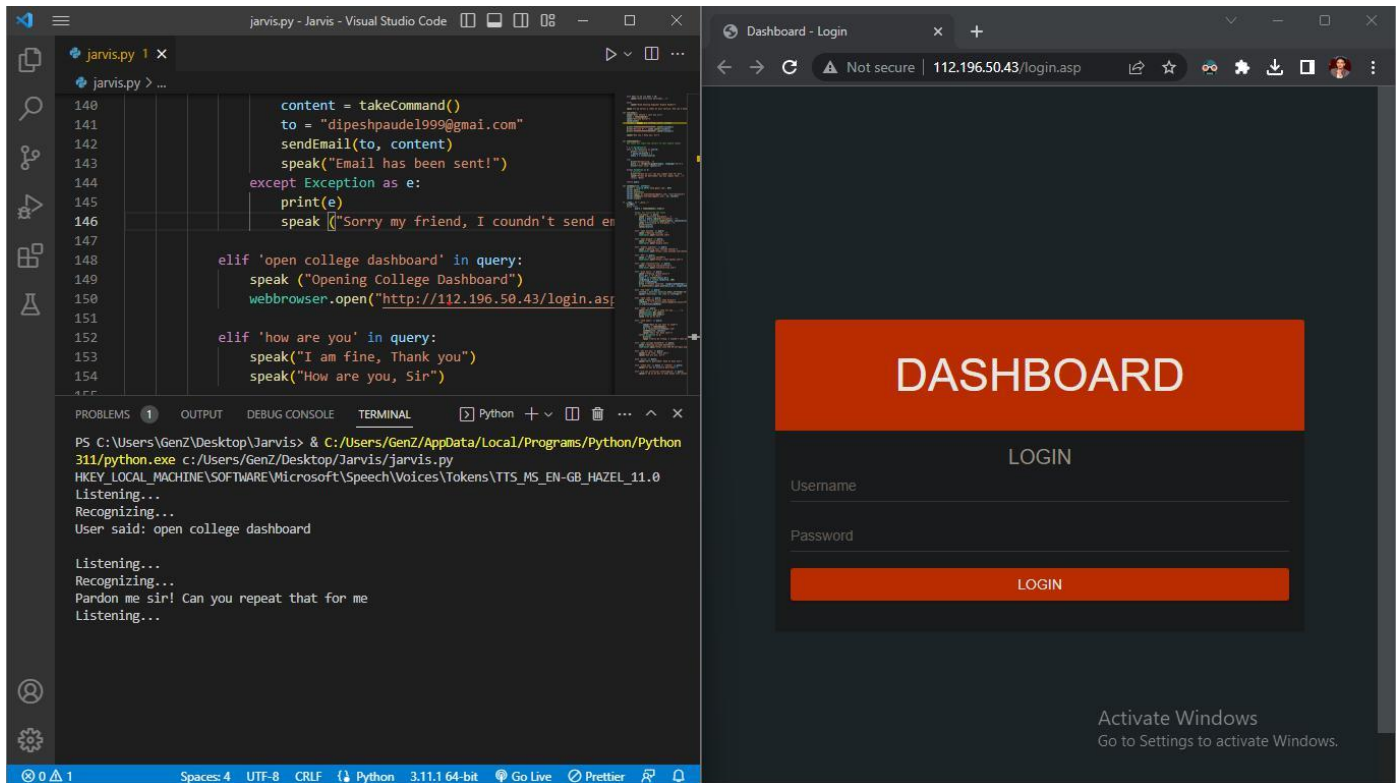 jarvis.py - Jarvis - Visual Studio Code
jarvis.py 1
jarvis.py > ...
140 content = takeCommand()
141 to = "dipeshpaudel999@gmai.com"
142 sendEmail(to, content)
143 speak("Email has been sent!")
144 except Exception as e:
145 print(e)
146 speak ("Sorry my friend, I coundn't send em
147
148 elif 'open college dashboard' in query:
149 speak ("Opening College Dashboard")
150 webbrowser.open("http://112.196.50.43/login.asp
151
152 elif 'how are you' in query:
153 speak("I am fine, Thank you")
154 speak("How are you, Sir")
PROBLEMS 1 OUTPUT DEBUG CONSOLE TERMINAL Python
PS C:\Users\GenZ\Desktop\Jarvis> & C:/Users/GenZ/AppData/Local/Programs/Python/Python
311/python.exe c:/Users/GenZ/Desktop/Jarvis/jarvis.py
HKEY_LOCAL_MACHINE\SOFTWARE\Microsoft\Speech\Voices\Tokens\TTS_MS_EN-GB_HAZEL_11.0
Listening...
Recognizing...
User said: open college dashboard
Listening...
Recognizing...
Pardon me sir! Can you repeat that for me
Listening...
0 1 Spaces: 4 UTF-8 CRLF Python 3.11.1 64-bit Go Live Prettier
Dashboard - Login
Not secure 112.196.50.43/login.asp
DASHBOARD
LOGIN
Username
Password
LOGIN
Activate Windows
Go to Settings to activate Windows.